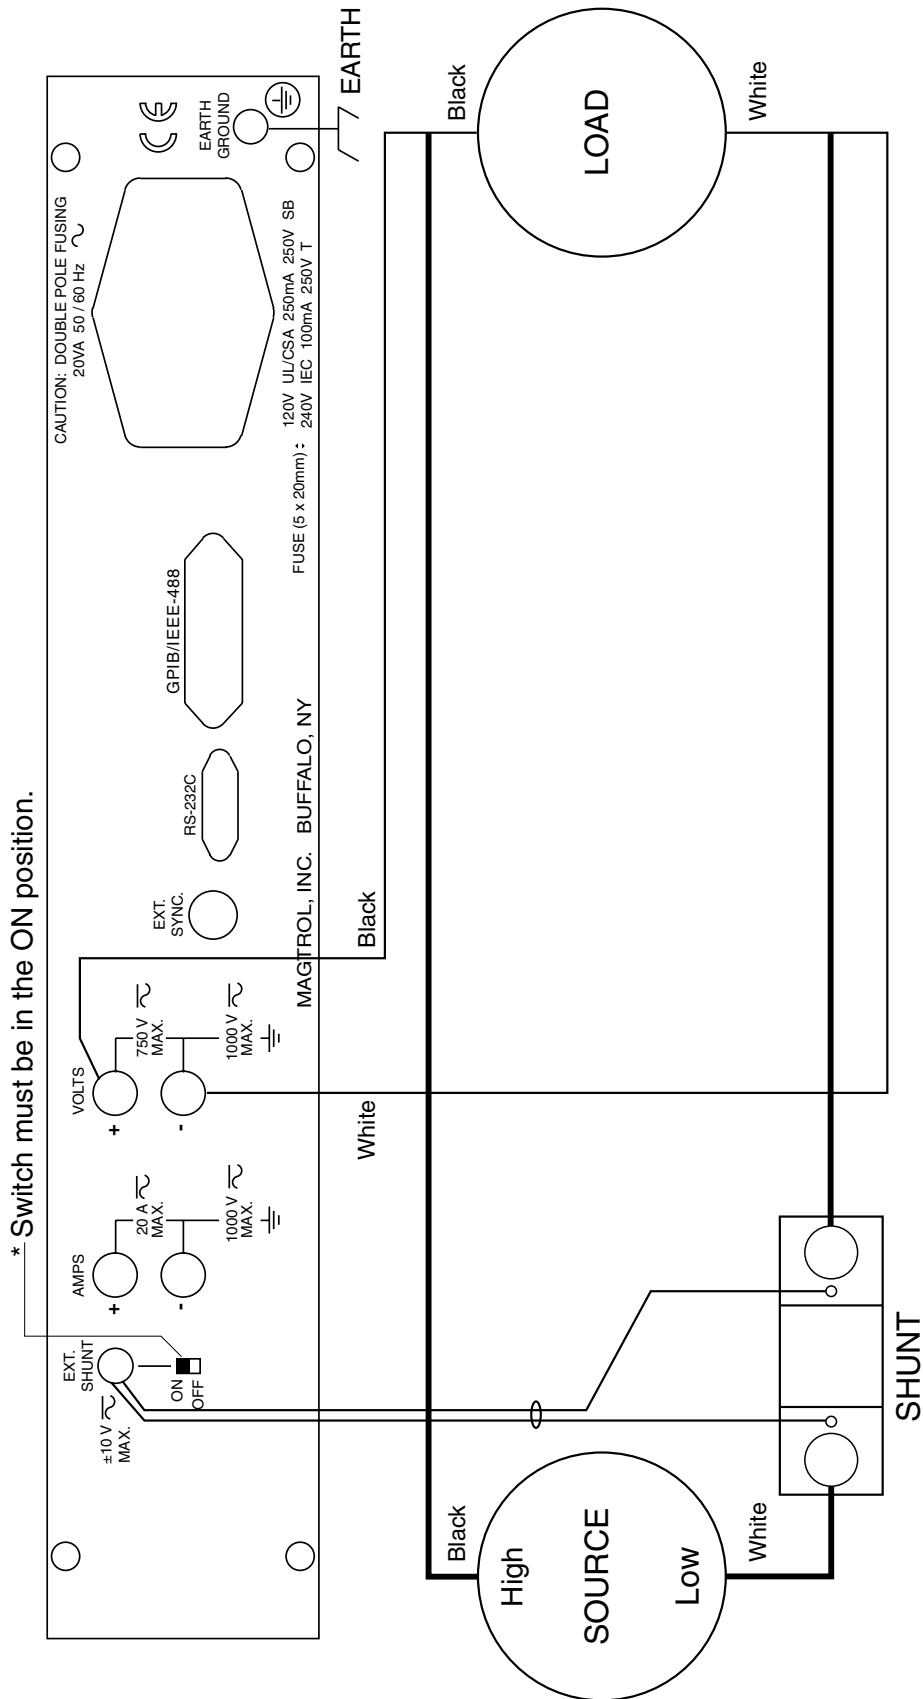 * Switch must be in the ON position.
EXT.
SHUNT
±10 V
MAX.
ON
OFF
AMPS
+
-
20 A
MAX.
1000 V
MAX.
VOLTS
+
-
750 V
MAX.
1000 V
MAX.
EXT.
SYNC.
RS-232C
GPIB/IEEE-488
CAUTION: DOUBLE POLE FUSING
20VA 50 / 60 Hz
CE
EARTH
GROUND
MAGTROL, INC. BUFFALO, NY
FUSE (5 x 20mm) :
120V UL/CSA 250mA 250V SB
240V IEC 100mA 250V T
EARTH
White
Black
Black
High
SOURCE
Low
White
Black
LOAD
White
SHUNT